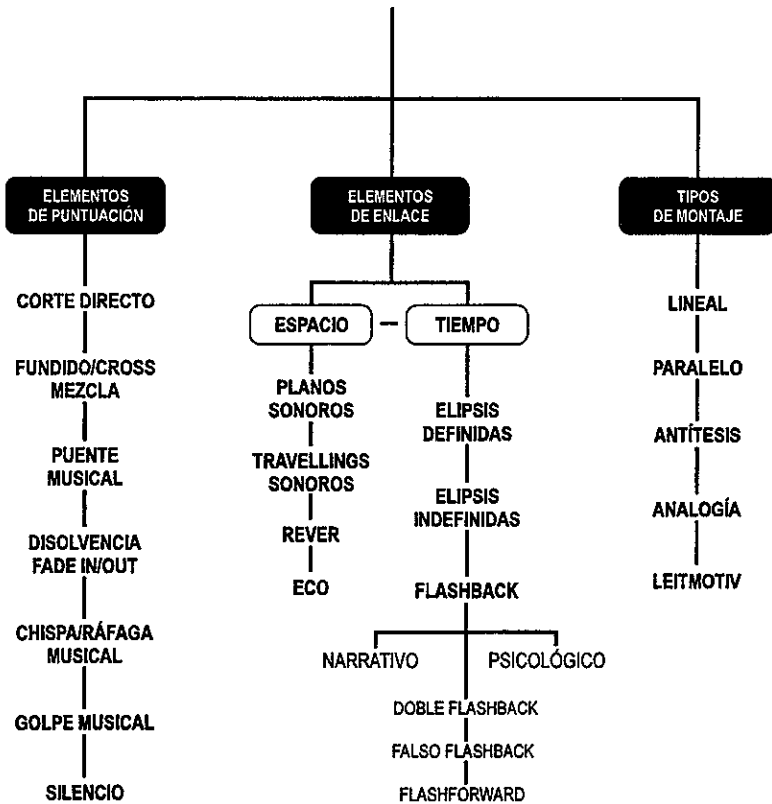 ELEMENTOS
DE PUNTUACIÓN
CORTE DIRECTO
FUNDIDO/CROSS
MEZCLA
PUENTE
MUSICAL
DISOLVENCIA
FADE IN/OUT
CHISPA/RÁFAGA
MUSICAL
GOLPE MUSICAL
SILENCIO
ELEMENTOS
DE ENLACE
ESPACIO – TIEMPO
PLANOS
SONOROS
TRAVELLINGS
SONOROS
REVER
ECO
ELIPSIS
DEFINIDAS
ELIPSIS
INDEFINIDAS
FLASHBACK
NARRATIVO
PSICOLÓGICO
DOBLE FLASHBACK
FALSO FLASHBACK
FLASHFORWARD
TIPOS
DE MONTAJE
LINEAL
PARALELO
ANTÍTESIS
ANALOGÍA
LEITMOTIV